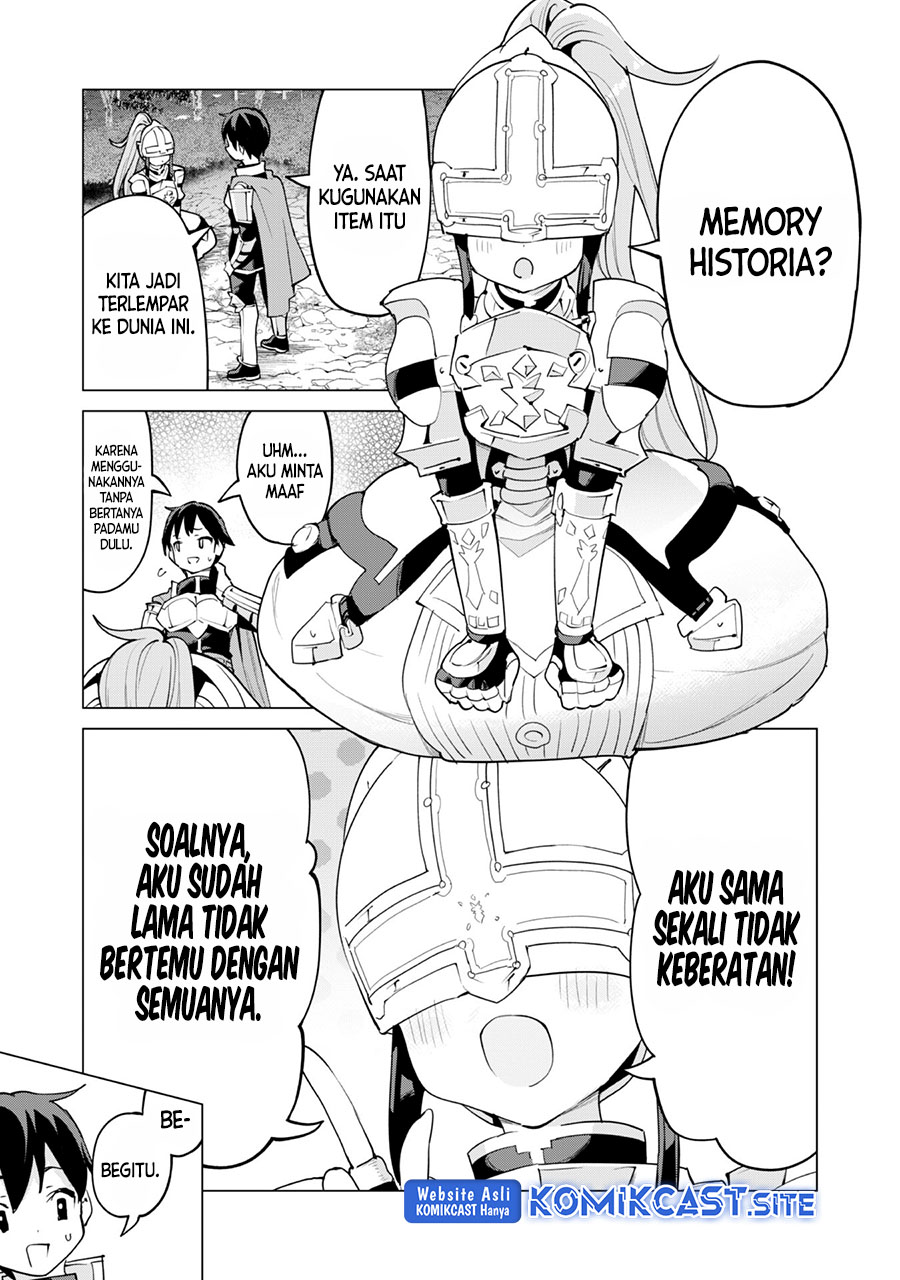 MEMORY
HISTORIA?
YA. SAAT
KUGUNAKAN
ITEM ITU
KITA JADI
TERLEMPAR
KE DUNIA INI.
UHM...
AKU MINTA
MAAF
KARENA
MENGGU-
NAKANNYA
TANPA
BERTANYA
PADAMU
DULU.
AKU SAMA
SEKALI TIDAK
KEBERATAN!
SOALNYA,
AKU SUDAH
LAMA TIDAK
BERTEMU DENGAN
SEMUANYA.
BE-
BEGITU.
Website Asli
KOMIKCAST Hanya
KOMIKCAST.SITE